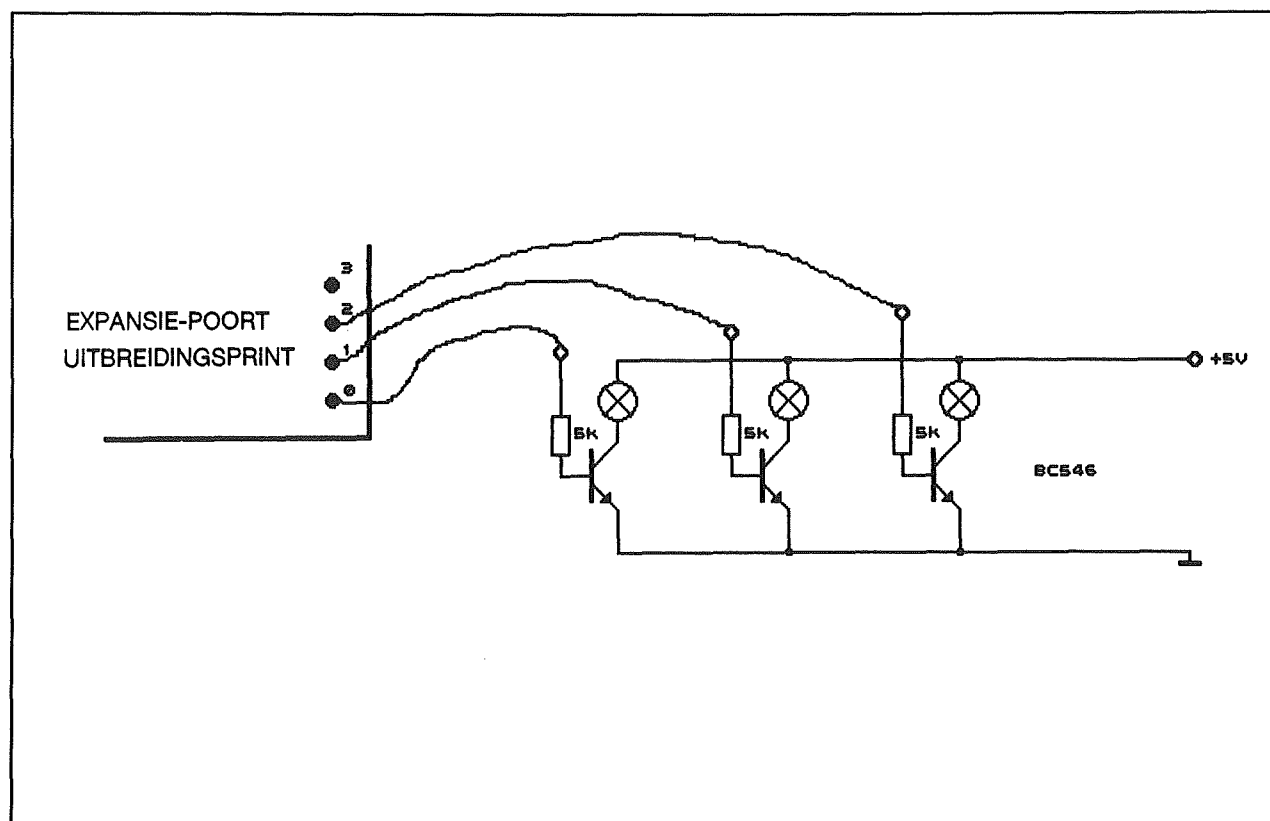 3
2
EXPANSIE-POORT
1
UITBREIDINGSPRINT
+5V
0
5k
5k
5k
BC546